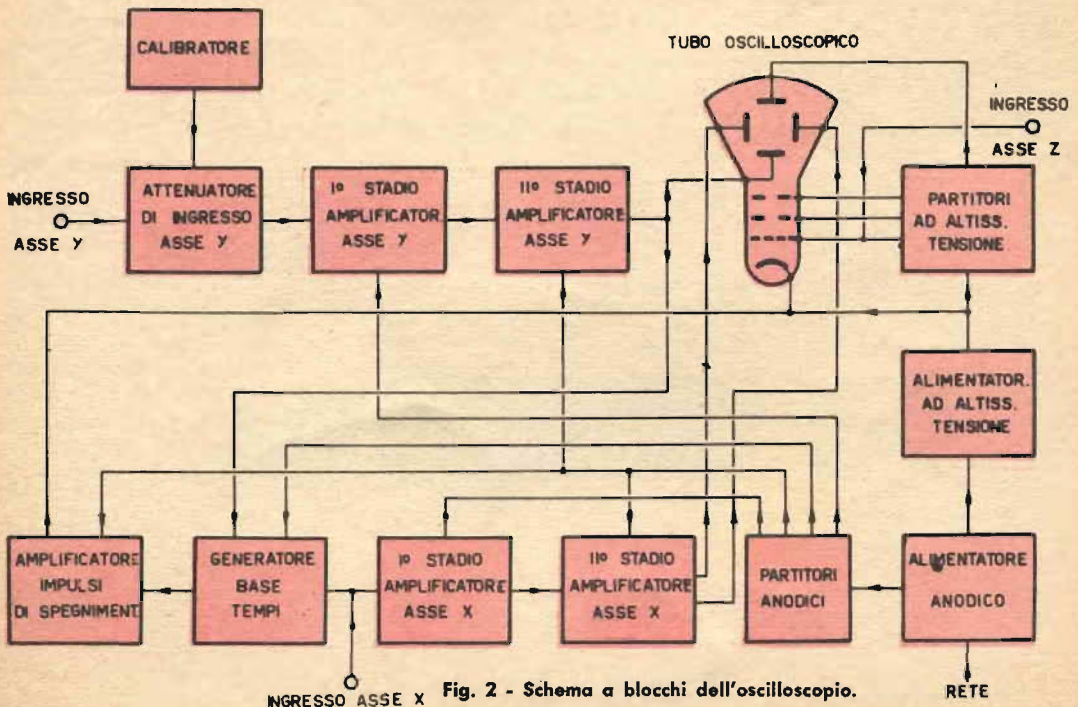 CALIBRATORE
TUBO OSCILLOSCOPICO
INGRESSO
ASSE Z
INGRESSO
ASSE Y
ATTENUATORE
DI INGRESSO
ASSE Y
I° STADIO
AMPLIFICATOR.
ASSE Y
II° STADIO
AMPLIFICATORE
ASSE Y
PARTITORI
AD ALTISS.
TENSIONE
ALIMENTATOR.
AD ALTISS.
TENSIONE
AMPLIFICATORE
IMPULSI
DI SPEGNIMENT.
GENERATORE
BASE
TEMPI
I° STADIO
AMPLIFICATORE
ASSE X
II° STADIO
AMPLIFICATORE
ASSE X
PARTITORI
ANODICI
ALIMENTATORE
ANODICO
INGRESSO ASSE X
Fig. 2 - Schema a blocchi dell'oscilloscopio.
RETE